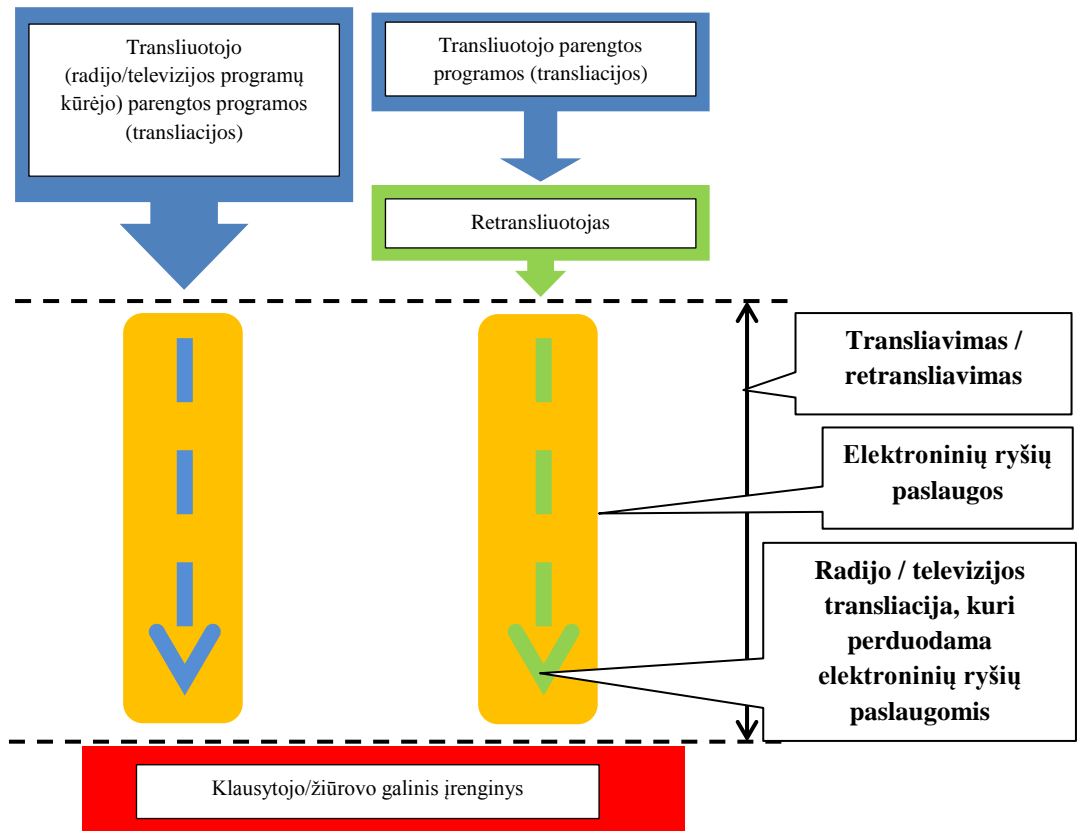 Transliuotojo
(radijo/televizijos programų
kūrėjo) parengtos programos
(transliacijos)
Transliuotojo parengtos
programos (transliacijos)
Retransliuotojas
Transliavimas /
retransliavimas
Elektroninių ryšių
paslaugos
Radijo / televizijos
transliacija, kuri
perduodama
elektroninių ryšių
paslaugomis
Klausytojo/žiūrovo galinis įrenginys